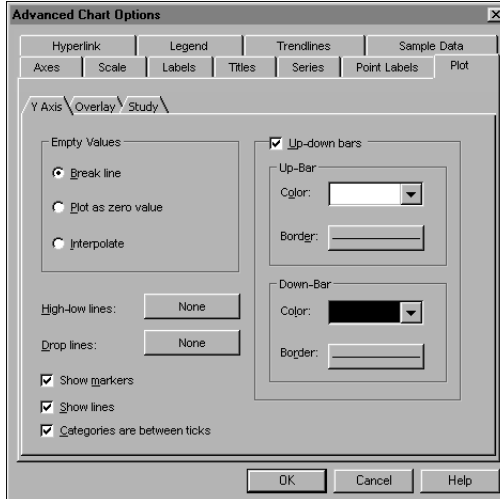 Advanced Chart Options
Hyperlink Legend Trendlines Sample Data
Axes Scale Labels Titles Series Point Labels Plot
Y Axis Overlay Study
Empty Values
Break line
Plot as zero value
Interpolate
High-low lines: None
Drop lines: None
Show markers
Show lines
Categories are between ticks
Up-down bars
Up-Bar
Color:
Border:
Down-Bar
Color:
Border:
OK Cancel Help